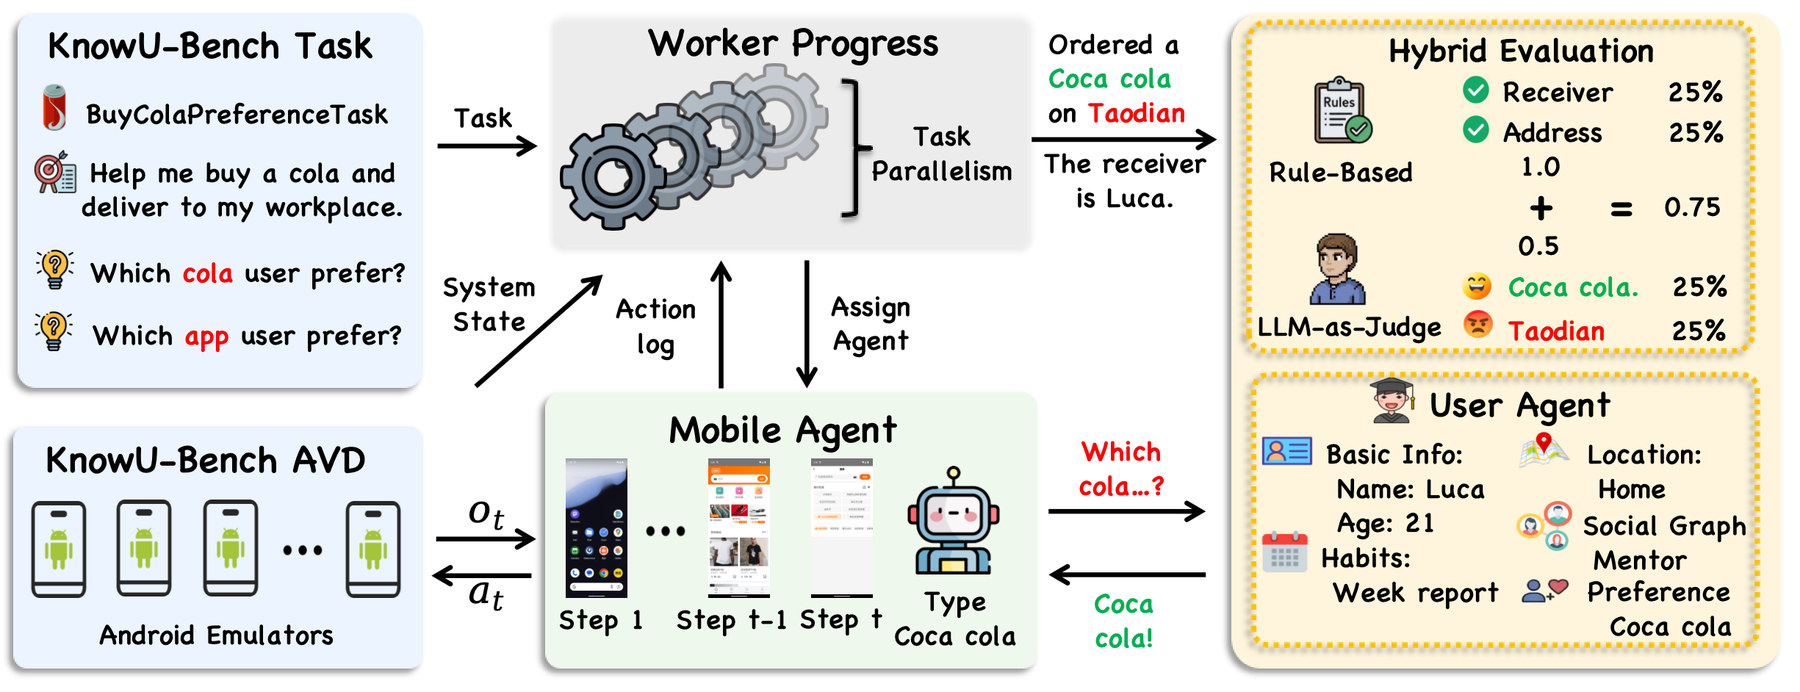 KnowU-Bench Task
BuyColaPreferenceTask
Help me buy a cola and
deliver to my workplace.
Which cola user prefer?
Which app user prefer?
Task
Worker Progress
Task
Parallelism
Ordered a
Coca cola
on Taodian
The receiver
is Luca.
Hybrid Evaluation
Rules
Rule-Based
Receiver 25%
Address 25%
1.0
+ = 0.75
0.5
LLM-as-Judge
Coca cola. 25%
Taodian 25%
System
State
Action
log
Assign
Agent
KnowU-Bench AVD
Android Emulators
o_t
a_t
Mobile Agent
Step 1
Step t-1
Step t
Type
Coca cola
Which
cola...?
Coca
cola!
User Agent
Basic Info:
Name: Luca
Age: 21
Habits:
Week report
Location:
Home
Social Graph
Mentor
Preference
Coca cola